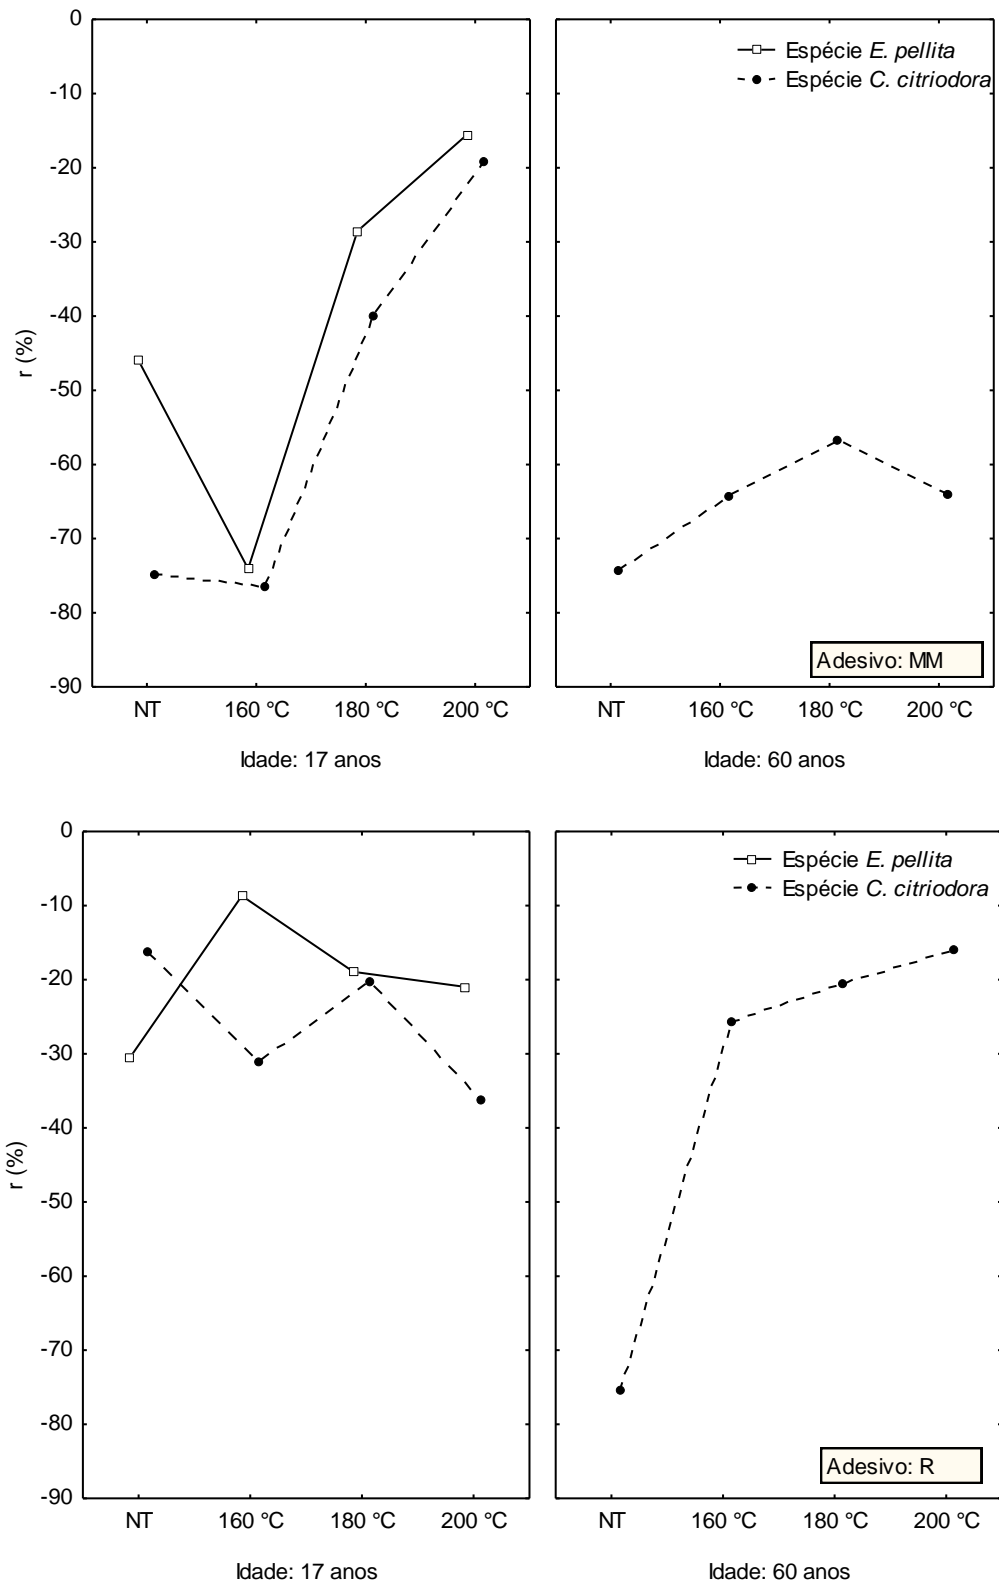 0
-10
-20
-30
-40
-50
-60
-70
-80
-90
r (%)
Espécie E. pellita
Espécie C. citriodora
Adesivo: MM
NT 160 °C 180 °C 200 °C
NT 160 °C 180 °C 200 °C
Idade: 17 anos
Idade: 60 anos
0
-10
-20
-30
-40
-50
-60
-70
-80
-90
r (%)
Espécie E. pellita
Espécie C. citriodora
Adesivo: R
NT 160 °C 180 °C 200 °C
NT 160 °C 180 °C 200 °C
Idade: 17 anos
Idade: 60 anos